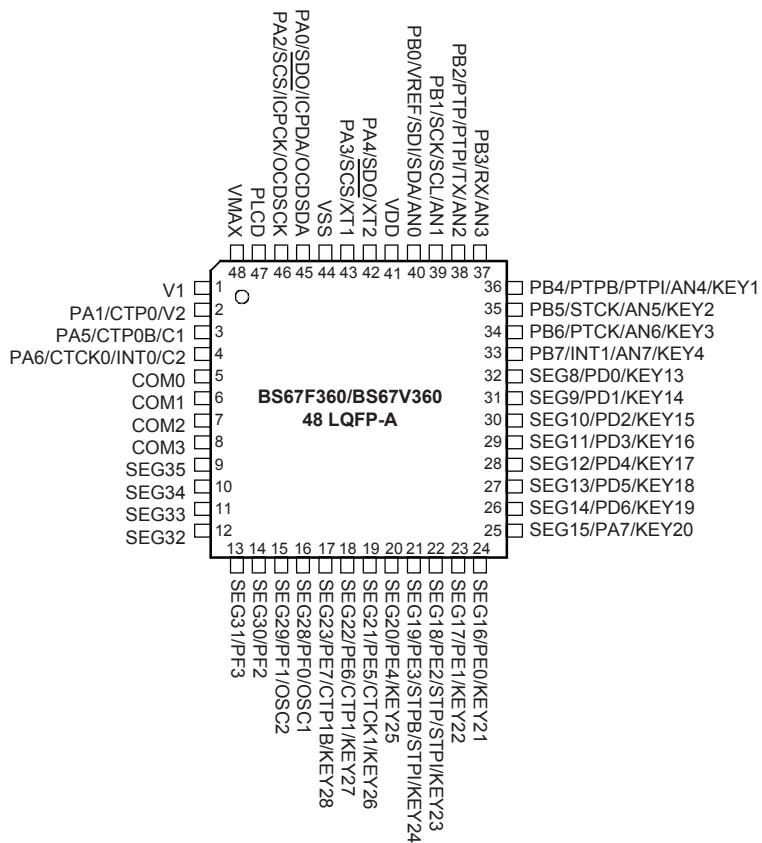 PB3/RX/AN3
PB2/PTP/PTPI/TX/AN2
PB1/SCK/SCL/AN1
PB0/VREF/SDI/SDA/AN0
VDD
PA4/SDO/XT2
PA3/SCS/XT1
VSS
PA0/SDO/ICPDA/OCDSDA
PA2/SCS/ICPCK/OCDSCK
PLCD
VMAX
48 47 46 45 44 43 42 41 40 39 38 37
V1 1
PA1/CTP0/V2 2
PA5/CTP0B/C1 3
PA6/CTCK0/INT0/C2 4
COM0 5
COM1 6
COM2 7
COM3 8
SEG35 9
SEG34 10
SEG33 11
SEG32 12
BS67F360/BS67V360
48 LQFP-A
36 PB4/PTPB/PTPI/AN4/KEY1
35 PB5/STCK/AN5/KEY2
34 PB6/PTCK/AN6/KEY3
33 PB7/INT1/AN7/KEY4
32 SEG8/PD0/KEY13
31 SEG9/PD1/KEY14
30 SEG10/PD2/KEY15
29 SEG11/PD3/KEY16
28 SEG12/PD4/KEY17
27 SEG13/PD5/KEY18
26 SEG14/PD6/KEY19
25 SEG15/PA7/KEY20
13 14 15 16 17 18 19 20 21 22 23 24
SEG16/PE0/KEY21
SEG17/PE1/KEY22
SEG18/PE2/STP/STPI/KEY23
SEG19/PE3/STPB/STPI/KEY24
SEG20/PE4/KEY25
SEG21/PE5/CTCK1/KEY26
SEG22/PE6/CTP1/KEY27
SEG23/PE7/CTP1B/KEY28
SEG28/PF0/OSC1
SEG29/PF1/OSC2
SEG30/PF2
SEG31/PF3